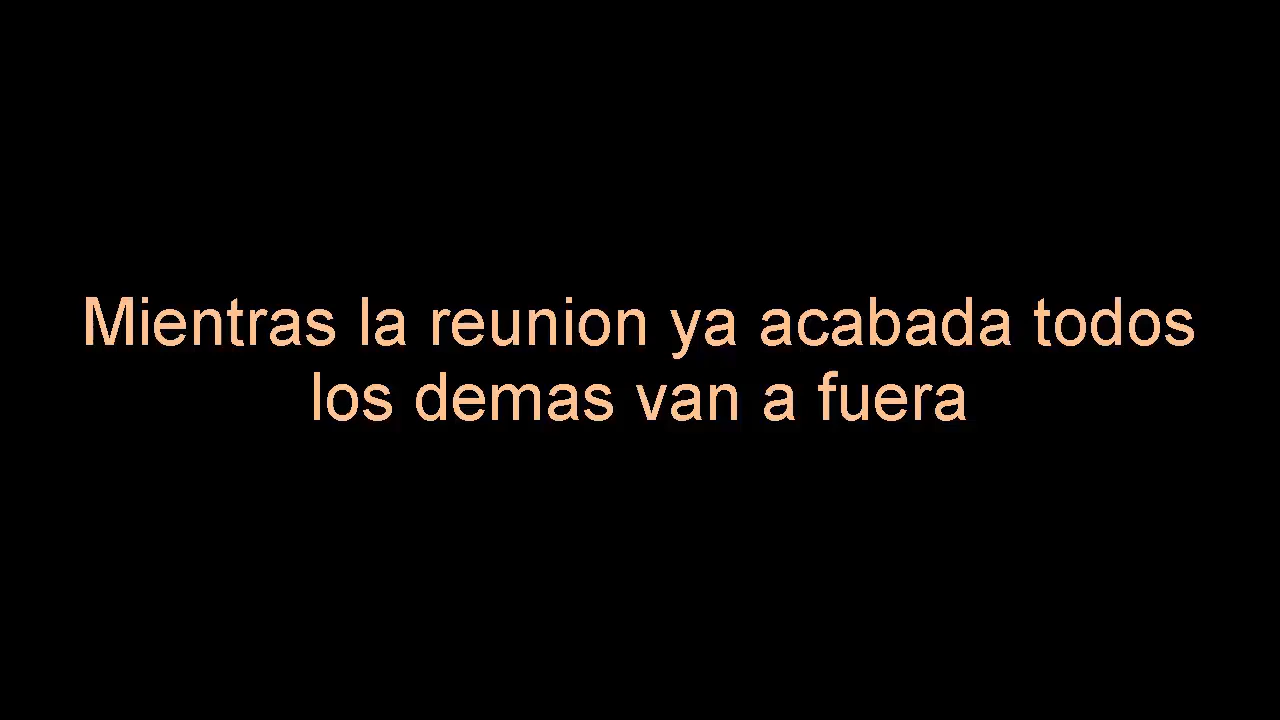 Mientras la reunion ya acabada todos
los demas van a fuera